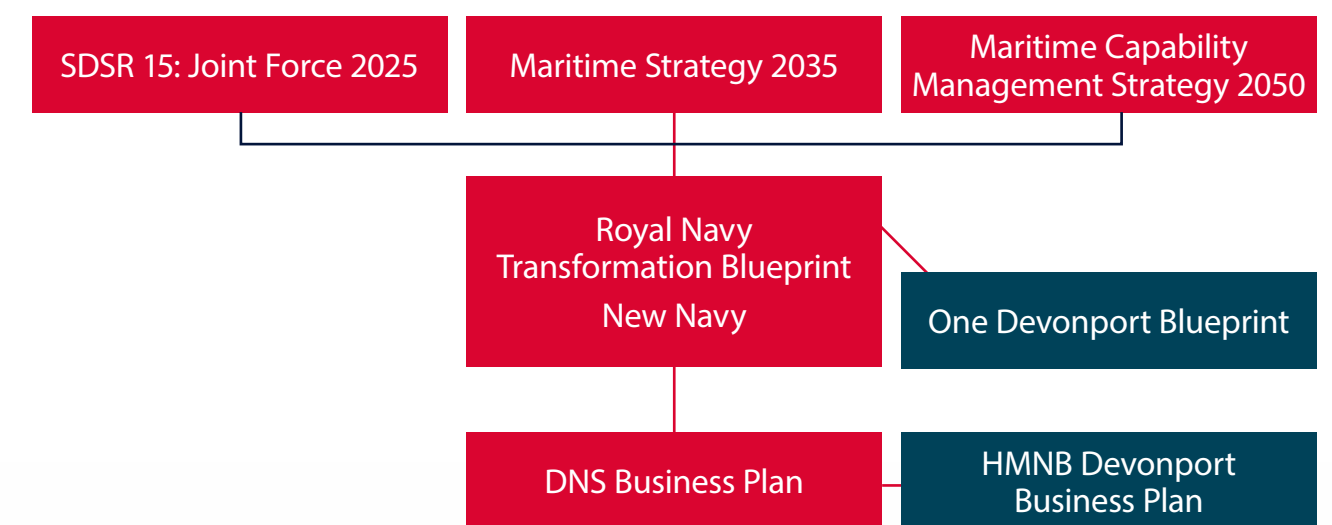 SDSR 15: Joint Force 2025
Maritime Strategy 2035
Maritime Capability
Management Strategy 2050
Royal Navy
Transformation Blueprint
New Navy
One Devonport Blueprint
DNS Business Plan
HMNB Devonport
Business Plan